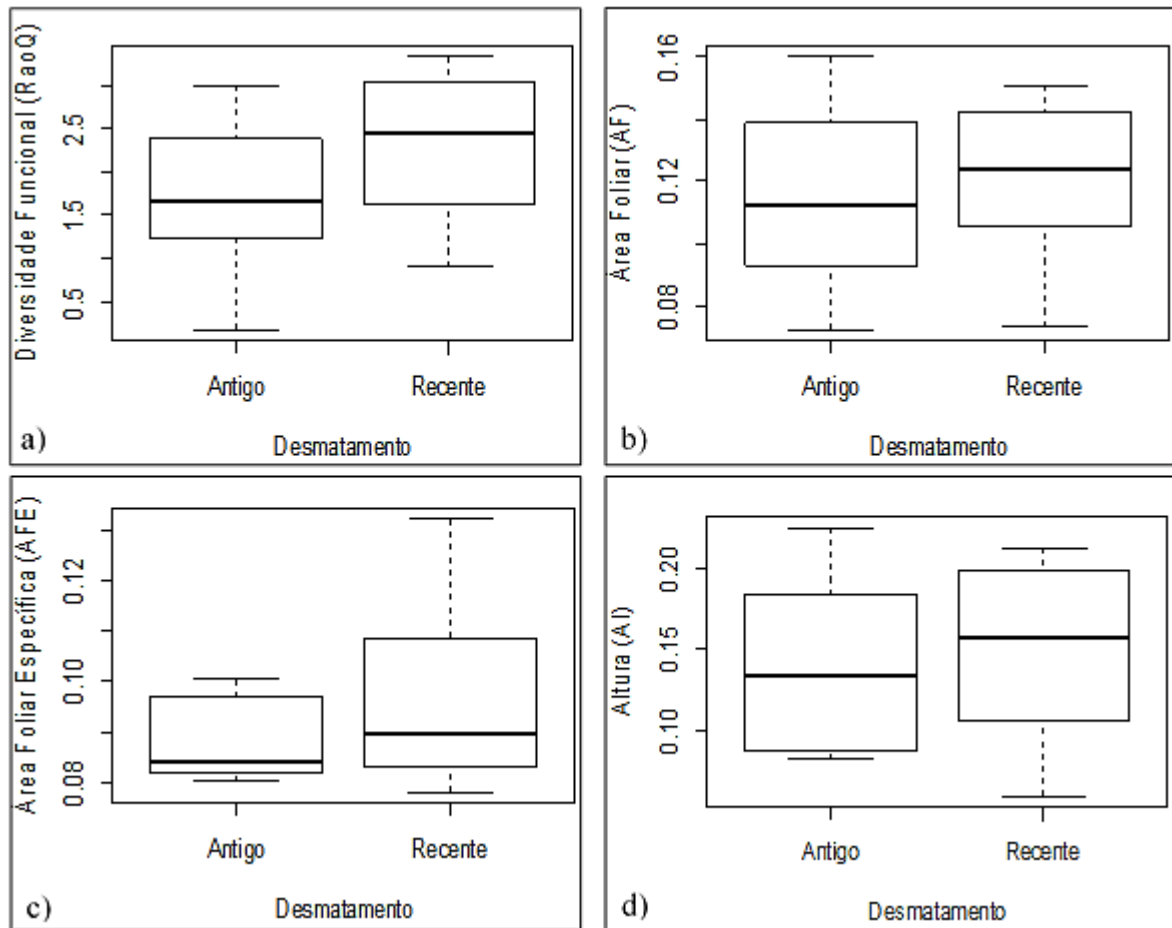 Diversidade Funcional (RaoQ)
2.5
1.5
0.5
Antigo Recente
a) Desmatamento
Área Foliar (AF)
0.16
0.12
0.08
Antigo Recente
b) Desmatamento
Área Foliar Específica (AFE)
0.12
0.10
0.08
Antigo Recente
c) Desmatamento
Altura (Al)
0.20
0.15
0.10
Antigo Recente
d) Desmatamento